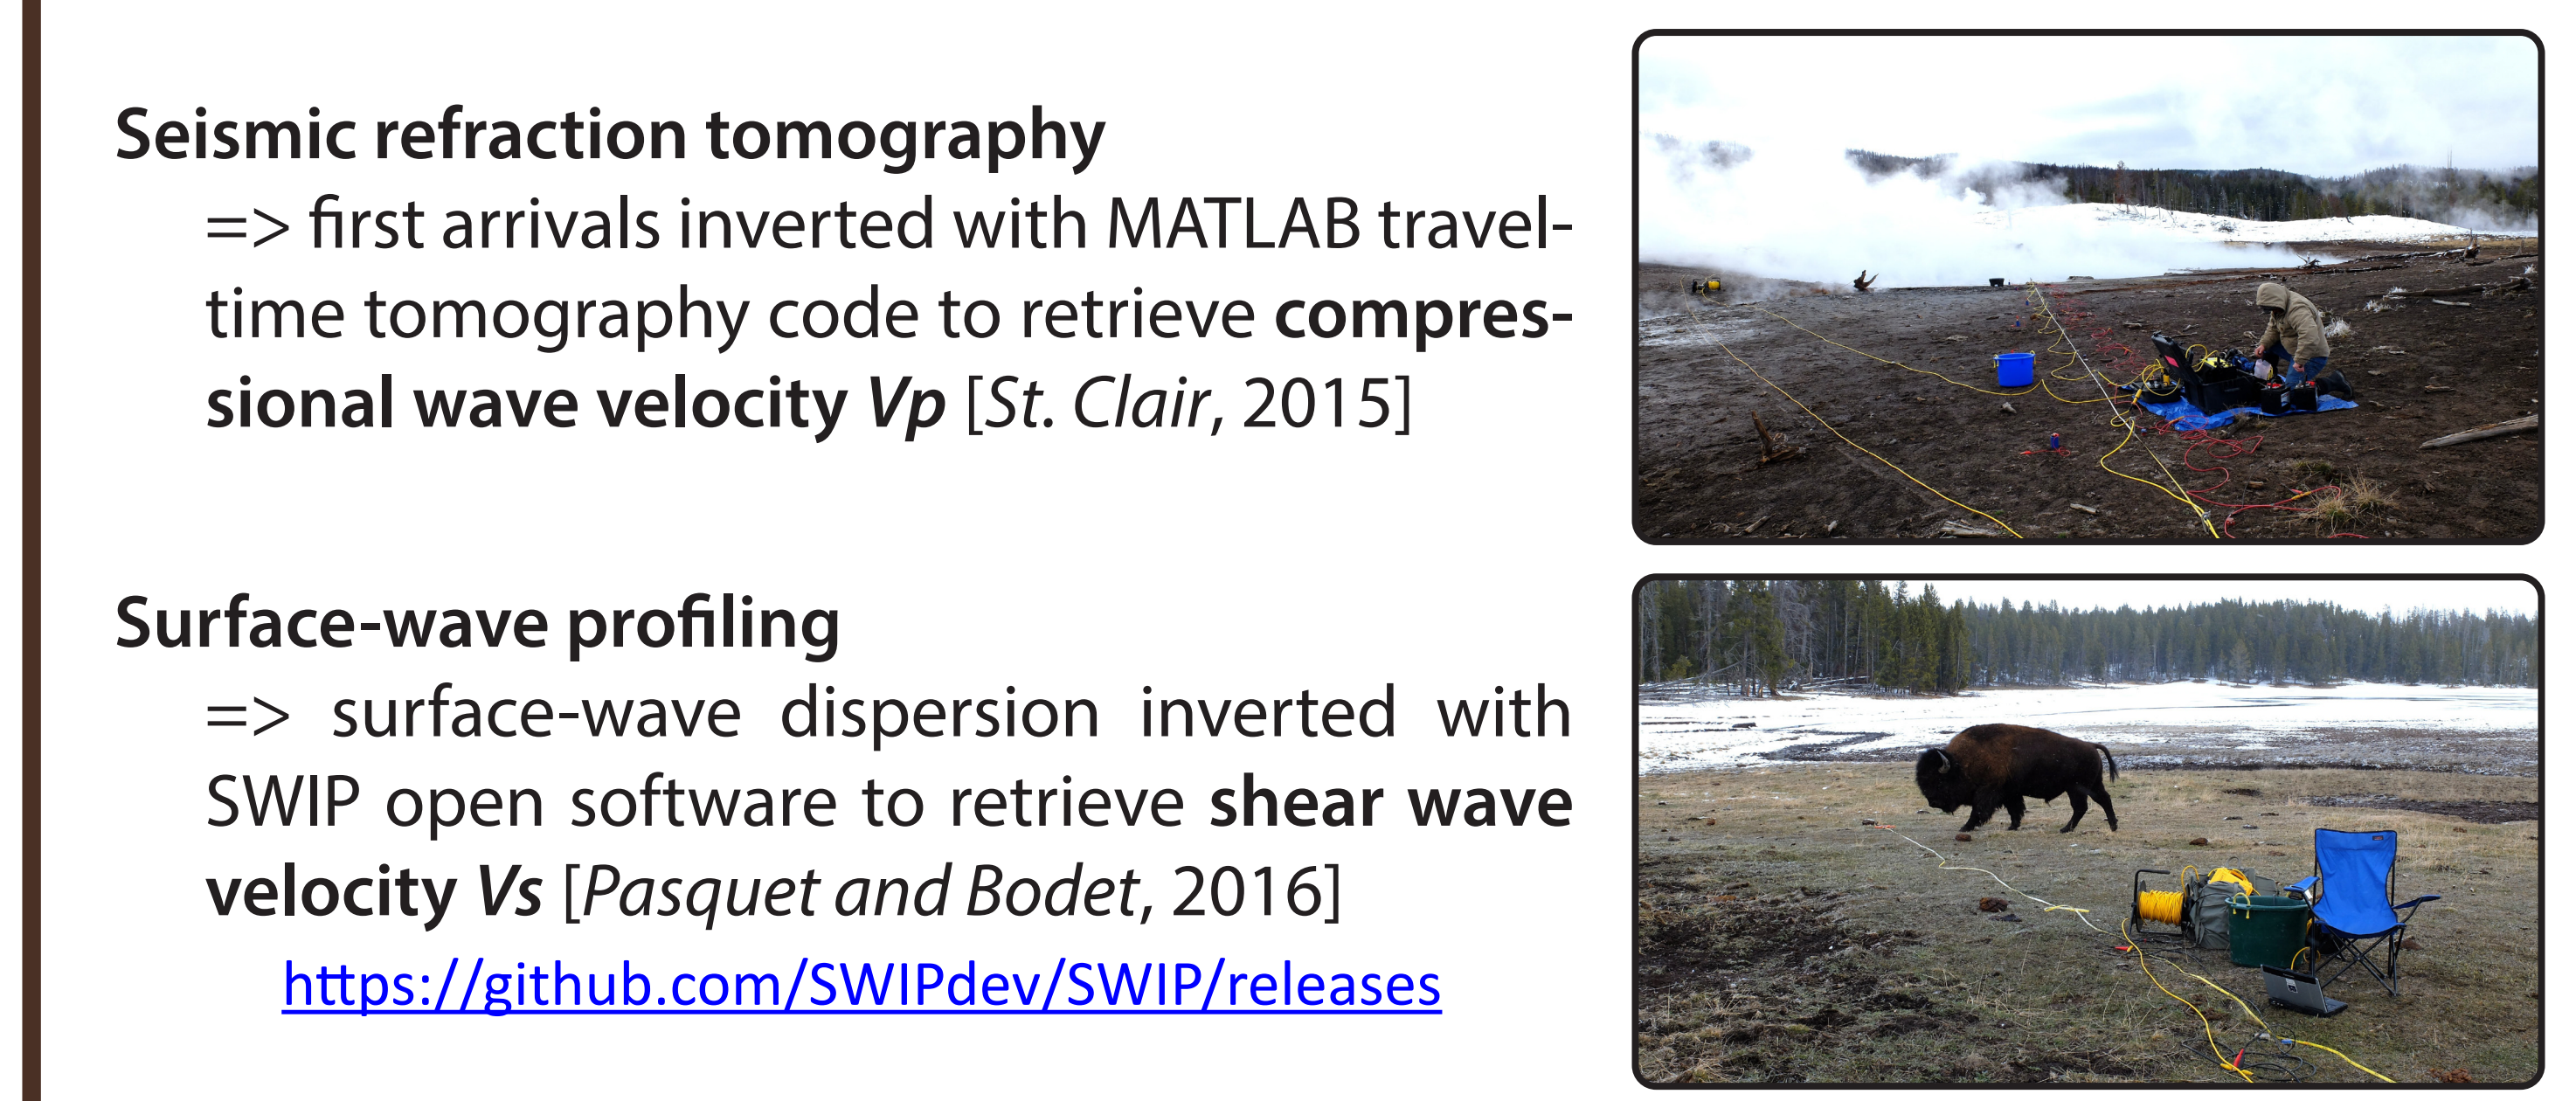 Seismic refraction tomography
=> first arrivals inverted with MATLAB travel-
time tomography code to retrieve compres-
sional wave velocity Vp [St. Clair, 2015]
Surface-wave profiling
=> surface-wave dispersion inverted with
SWIP open software to retrieve shear wave
velocity Vs [Pasquet and Bodet, 2016]
https://github.com/SWIPdev/SWIP/releases